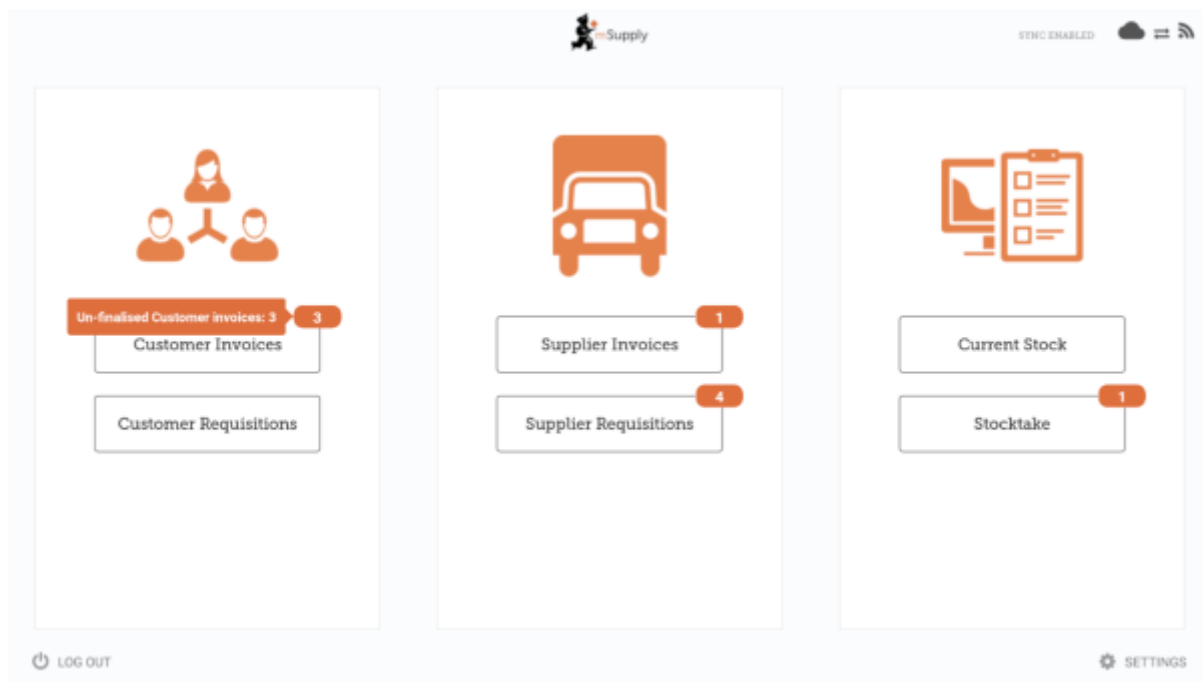 mSupply
SYNC ENABLED
Un-finalised Customer invoices: 3
3
Customer Invoices
Customer Requisitions
1
Supplier Invoices
4
Supplier Requisitions
Current Stock
1
Stocktake
LOG OUT
SETTINGS